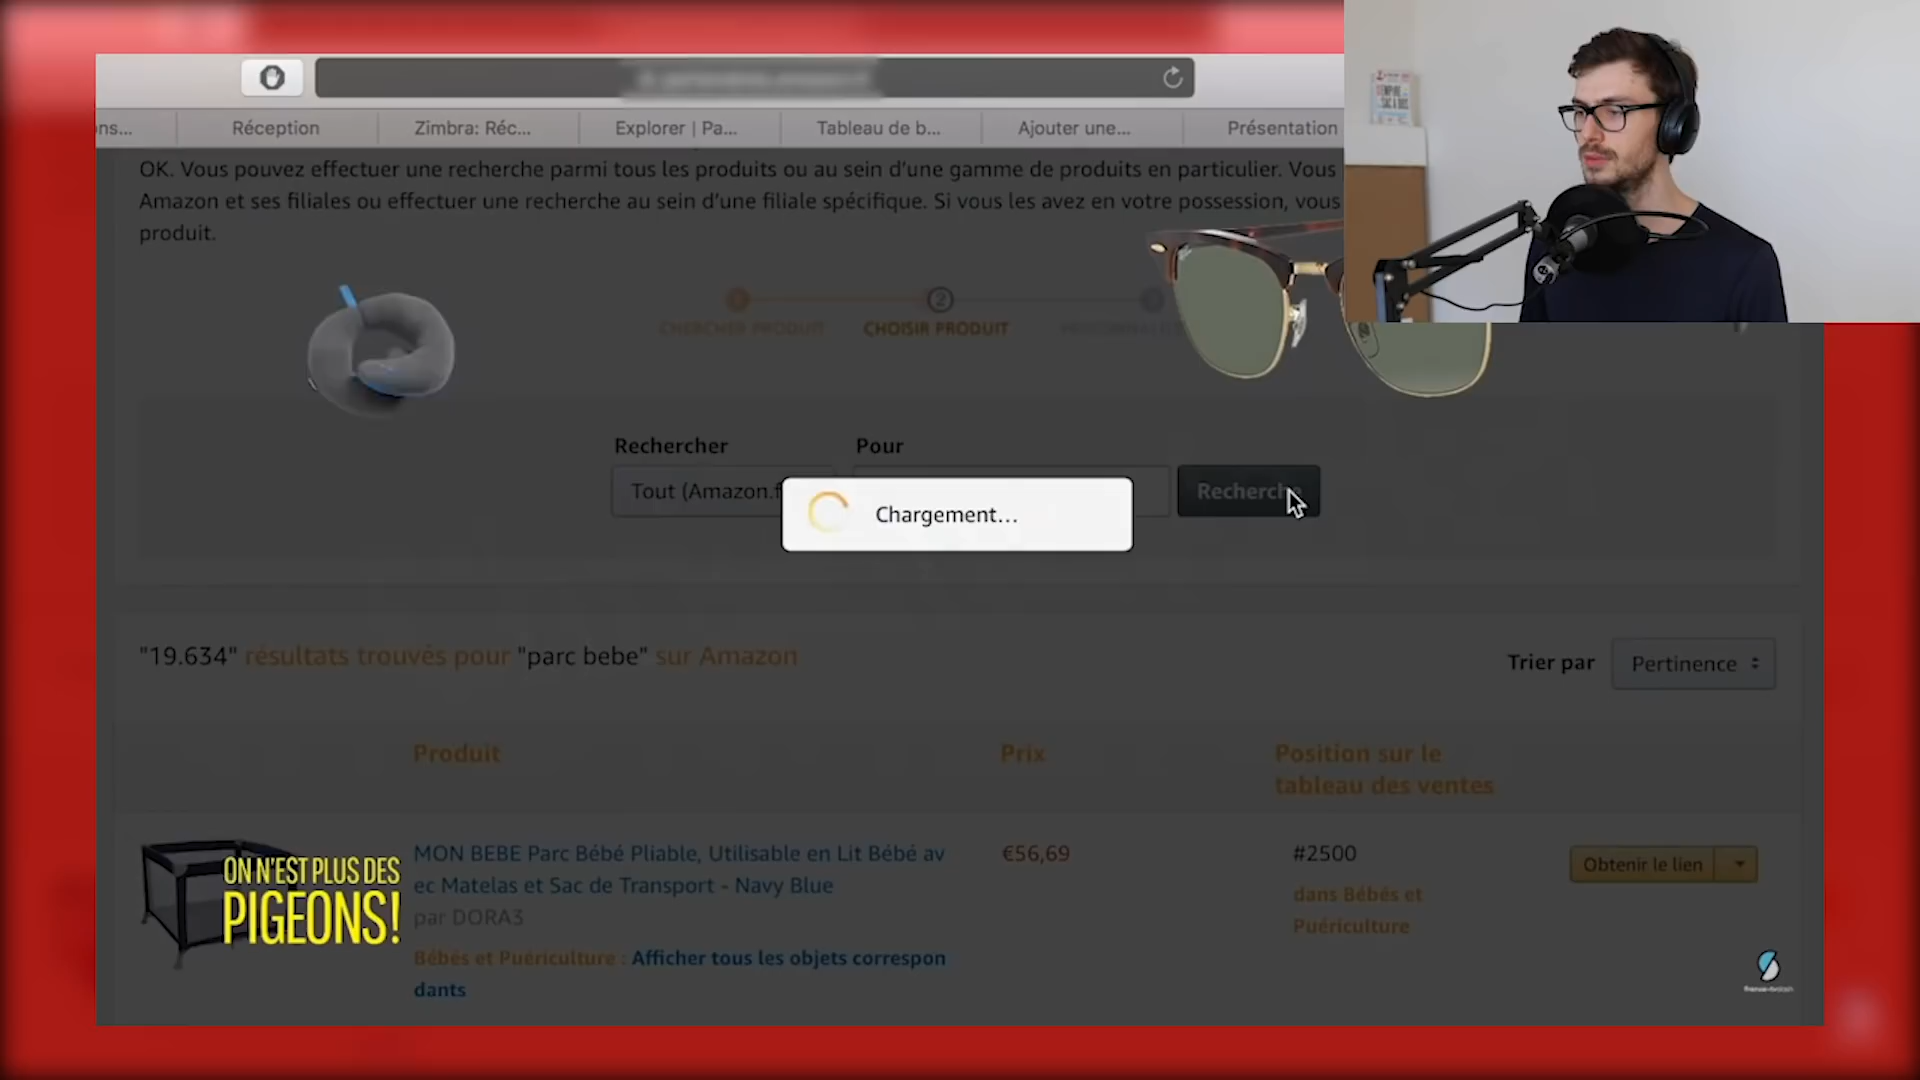 ns...
Réception
Zimbra: Réc...
Explorer | Pa...
Tableau de b...
Ajouter une...
Présentation
OK. Vous pouvez effectuer une recherche parmi tous les produits ou au sein d'une gamme de produits en particulier. Vous
Amazon et ses filiales ou effectuer une recherche au sein d'une filiale spécifique. Si vous les avez en votre possession, vous
produit.
1
2
CHERCHER PRODUIT
CHOISIR PRODUIT
Rechercher
Pour
Tout (Amazon.f
Recherche
Chargement...
"19.634" résultats trouvés pour "parc bebe" sur Amazon
Trier par
Pertinence
Produit
Prix
Position sur le
tableau des ventes
MON BEBE Parc Bébé Pliable, Utilisable en Lit Bébé av
ec Matelas et Sac de Transport - Navy Blue
par DORA3
Bébés et Puériculture : Afficher tous les objets correspon
dants
€56,69
#2500
dans Bébés et
Puériculture
Obtenir le lien
ON N'EST PLUS DES
PIGEONS!